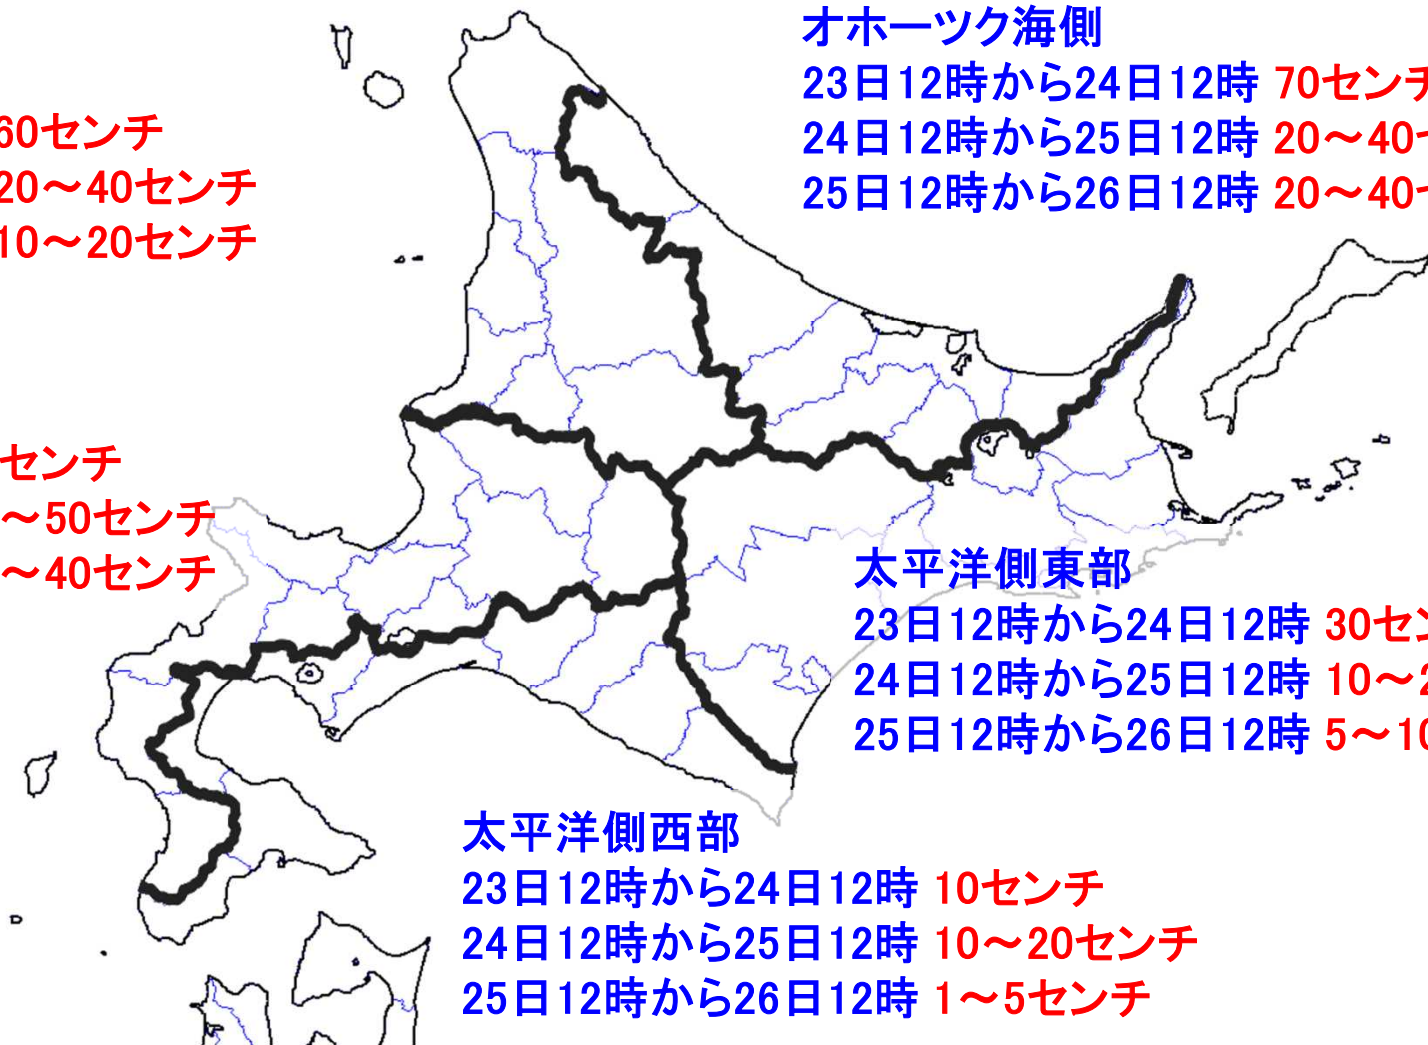 オホーツク海側
23日12時から24日12時 70センチ
24日12時から25日12時 20～40セ
25日12時から26日12時 20～40セ
60センチ
20～40センチ
10～20センチ
センチ
～50センチ
～40センチ
太平洋側東部
23日12時から24日12時 30セン
24日12時から25日12時 10～2
25日12時から26日12時 5～10
太平洋側西部
23日12時から24日12時 10センチ
24日12時から25日12時 10～20センチ
25日12時から26日12時 1～5センチ